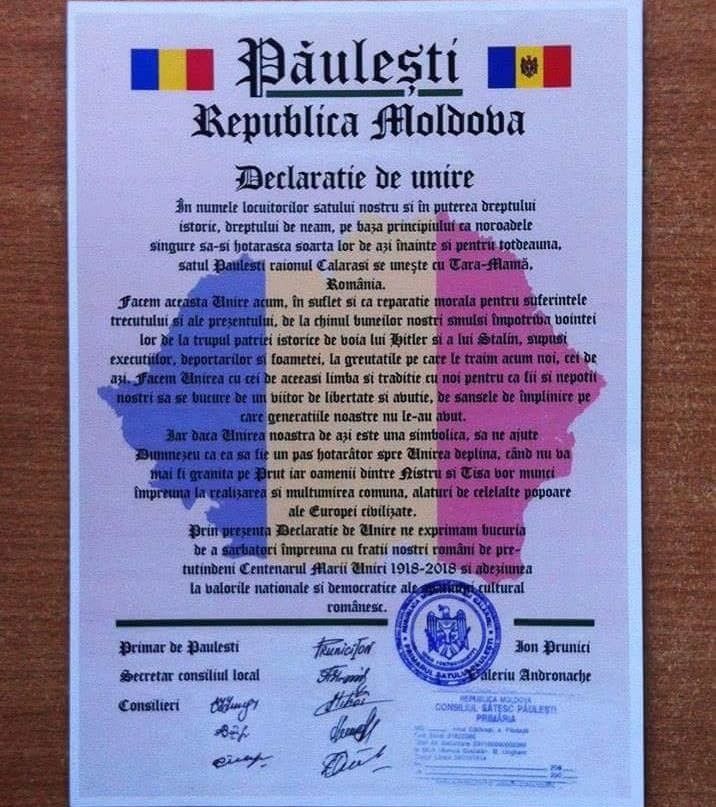 Păulești
Republica Moldova
Declaratie de unire
În numele locuitorilor satului nostru si în puterea dreptului
istoric, dreptului de neam, pe baza principiului ca noroadele
singure sa-si hotarasca soarta lor de azi înainte si pentru totdeauna,
satul Paulesti raionul Calarasi se unește cu Tara-Mamă,
România.
Facem aceasta Unire acum, în suflet si ca reparatie morala pentru suferintele
trecutului si ale prezentului, de la chinul buneilor nostri smulsi împotriva vointei
lor de la trupul patriei istorice de voia lui Hitler si a lui Stalin, supusi
executiilor, deportarilor si foametei, la greutatile pe care le traim acum noi, cei de
azi. Facem Unirea cu cei de aceasi limba si traditie cu noi pentru ca fii si nepotii
nostri sa se bucure de un viitor de libertate si avutie, de sansele de împlinire pe
care generatiile noastre nu le-au avut.
Iar daca Unirea noastra de azi este una simbolica, sa ne ajute
Dumnezeu ca ea sa fie un pas hotarâtor spre Unirea deplina, când nu va
mai fi granita pe Prut iar oamenii dintre Nistru si Tisa vor munci
împreuna la realizarea si multumirea comuna, alaturi de celelalte popoare
ale Europei civilizate.
Prin prezenta Declaratie de Unire ne exprimam bucuria
de a sarbatori împreuna cu fratii nostri români de pre-
tutindeni Centenarul Marii Uniri 1918-2018 si adeziunea
la valorile nationale si democratice ale spatiului cultural
românesc.
Primar de Paulesti Ion Prunici
Secretar consiliul local Valeriu Andronache
Consilieri
REPUBLICA MOLDOVA
CONSILIUL SĂTESC PĂULEȘTI
PRIMĂRIA